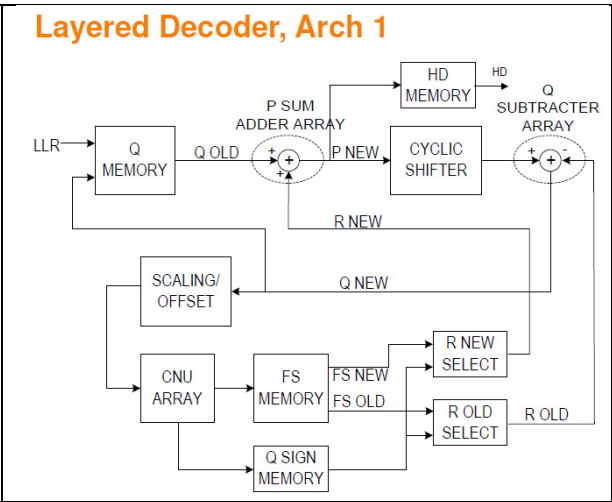 Layered Decoder, Arch 1
HD
MEMORY
HD
Q
SUBTRACTER
ARRAY
P SUM
ADDER ARRAY
LLR
Q
MEMORY
Q OLD
+
+
+
P NEW
CYCLIC
SHIFTER
+
+
-
R NEW
SCALING/
OFFSET
Q NEW
CNU
ARRAY
FS
MEMORY
FS NEW
FS OLD
R NEW
SELECT
R OLD
SELECT
R OLD
Q SIGN
MEMORY